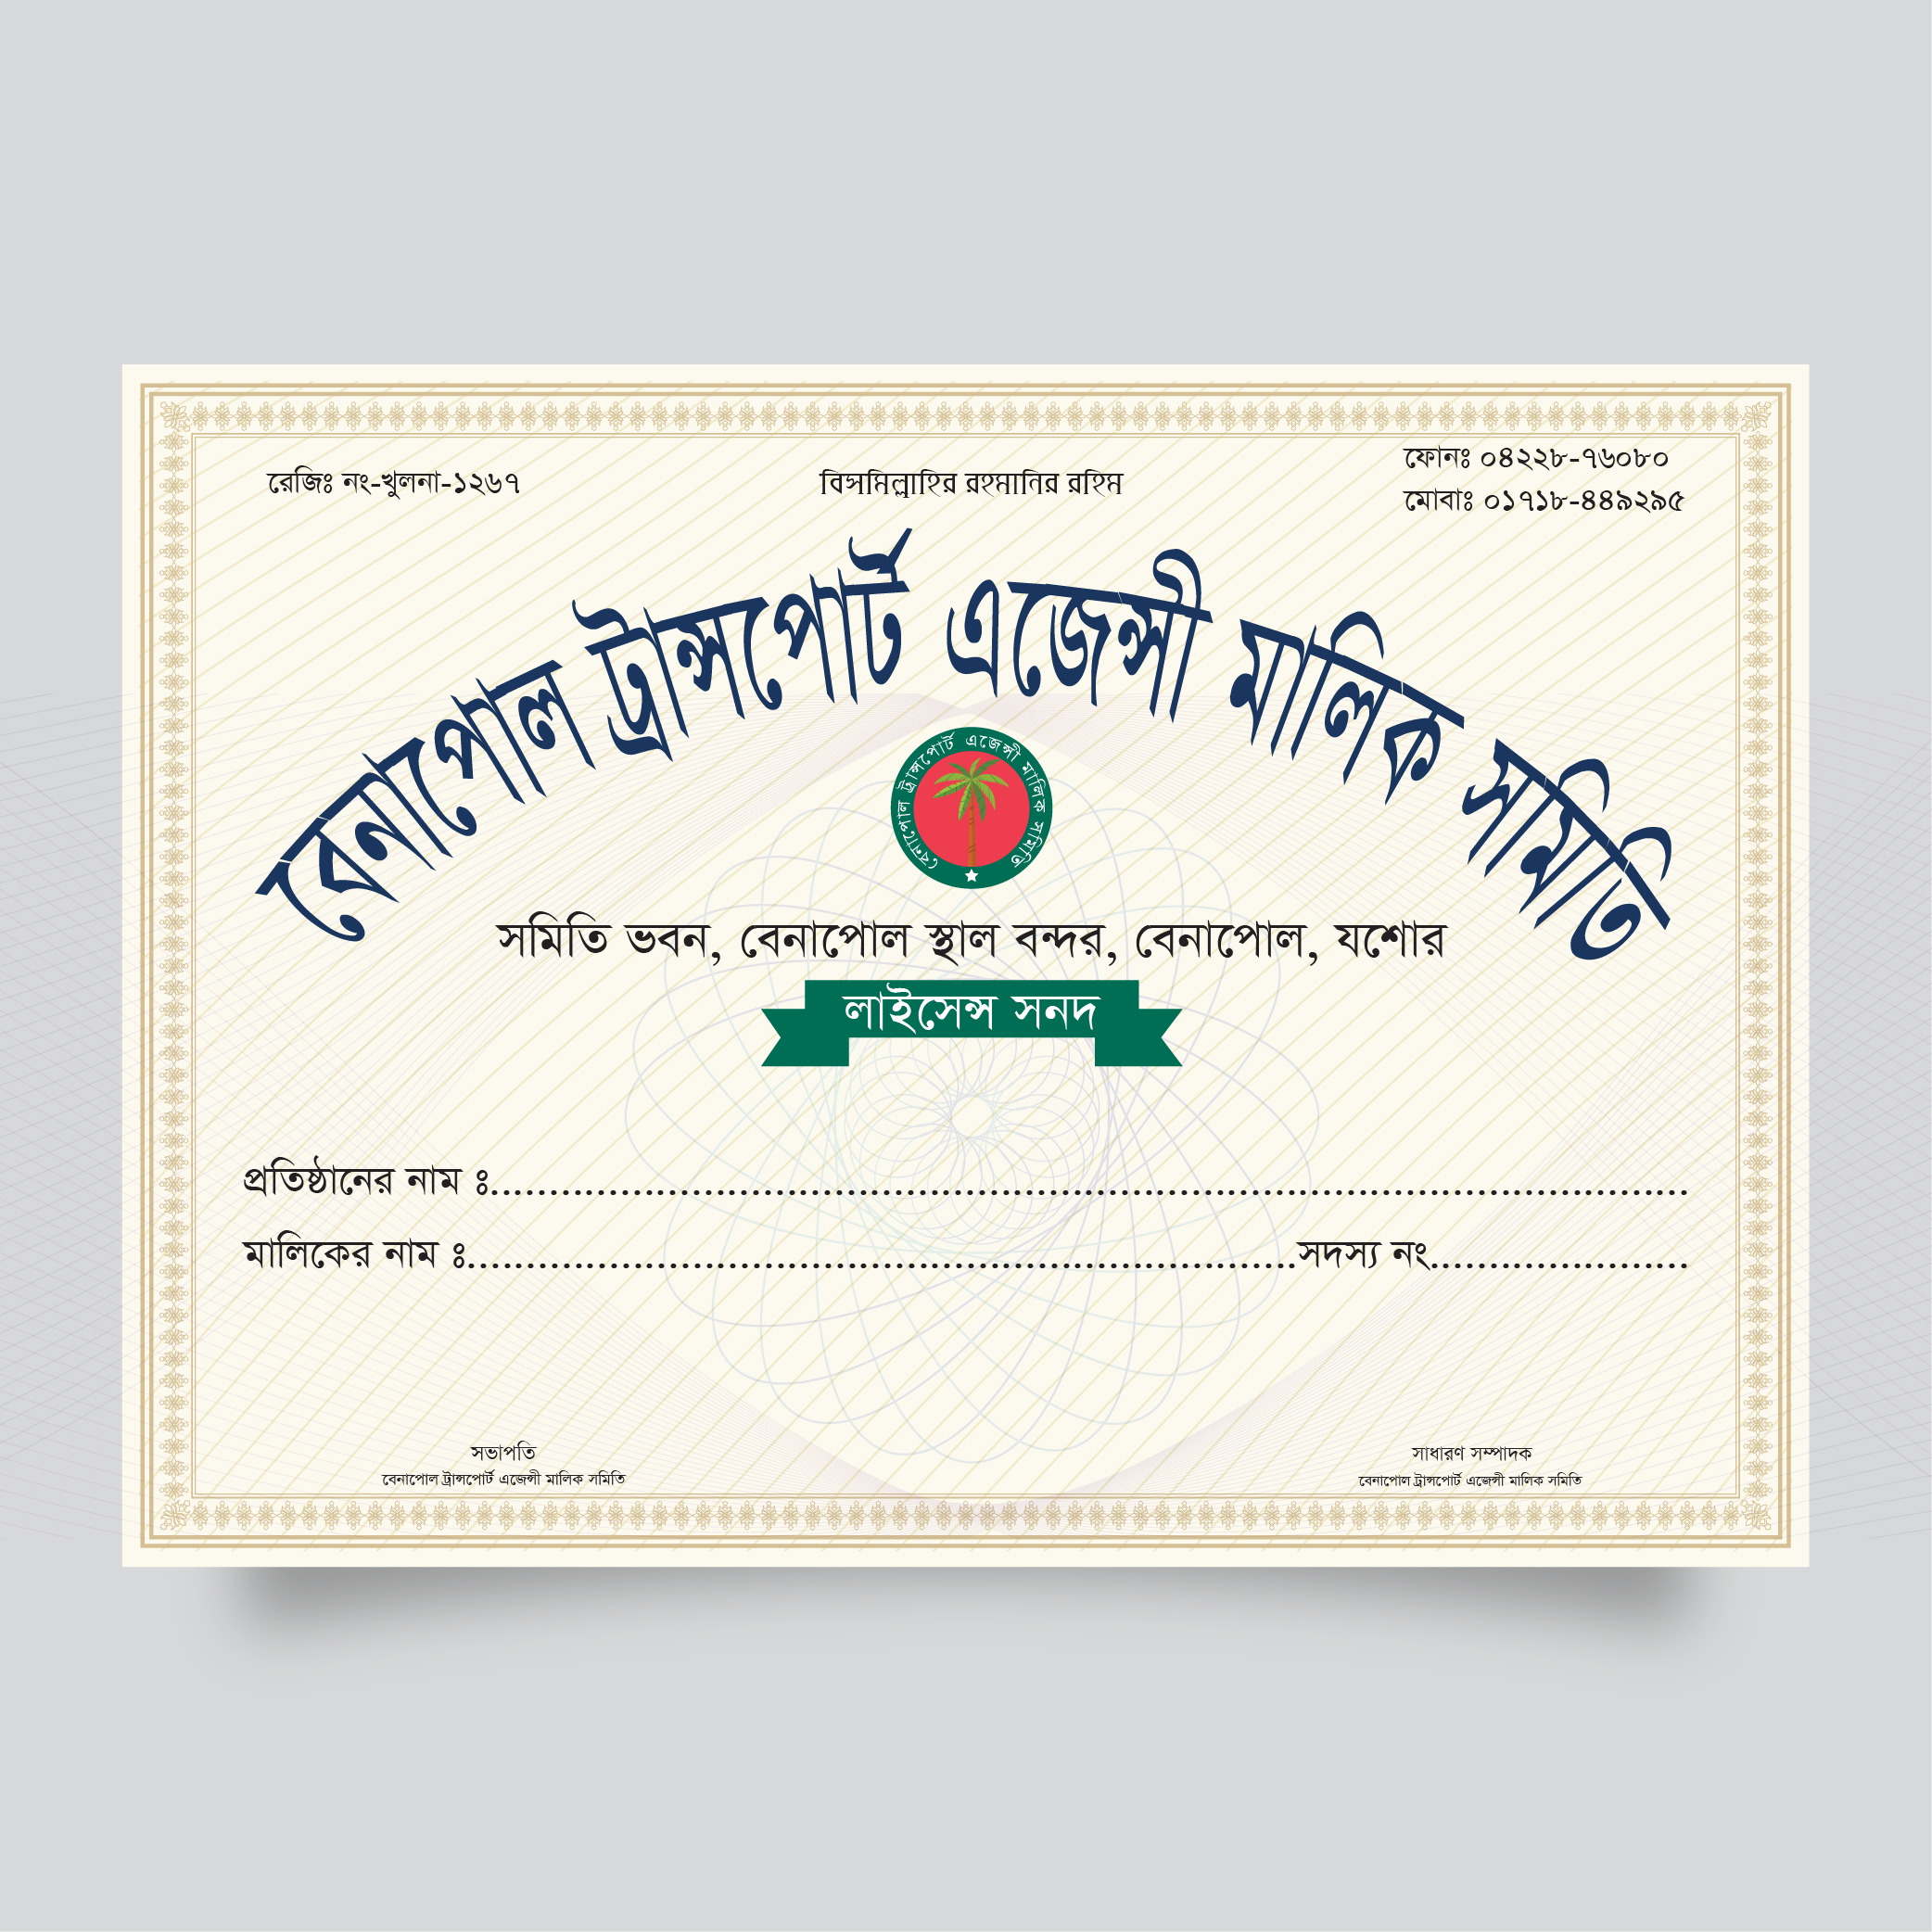 রেজিঃ নং-খুলনা-১২৬৭
বিসমিল্লাহির রহমানির রহিম
ফোনঃ ০৪২২৮-৭৬০৮০
মোবাঃ ০১৭১৮-৪৪৯২৯৫
বেনাপোল ট্রান্সপোর্ট এজেন্সী মালিক সমিতি
বেনাপোল ট্রান্সপোর্ট এজেন্সী মালিক সমিতি
সমিতি ভবন, বেনাপোল স্থাল বন্দর, বেনাপোল, যশোর
লাইসেন্স সনদ
প্রতিষ্ঠানের নাম ঃ....................................................................................................
মালিকের নাম ঃ......................................................................সদস্য নং......................
সভাপতি
বেনাপোল ট্রান্সপোর্ট এজেন্সী মালিক সমিতি
সাধারণ সম্পাদক
বেনাপোল ট্রান্সপোর্ট এজেন্সী মালিক সমিতি